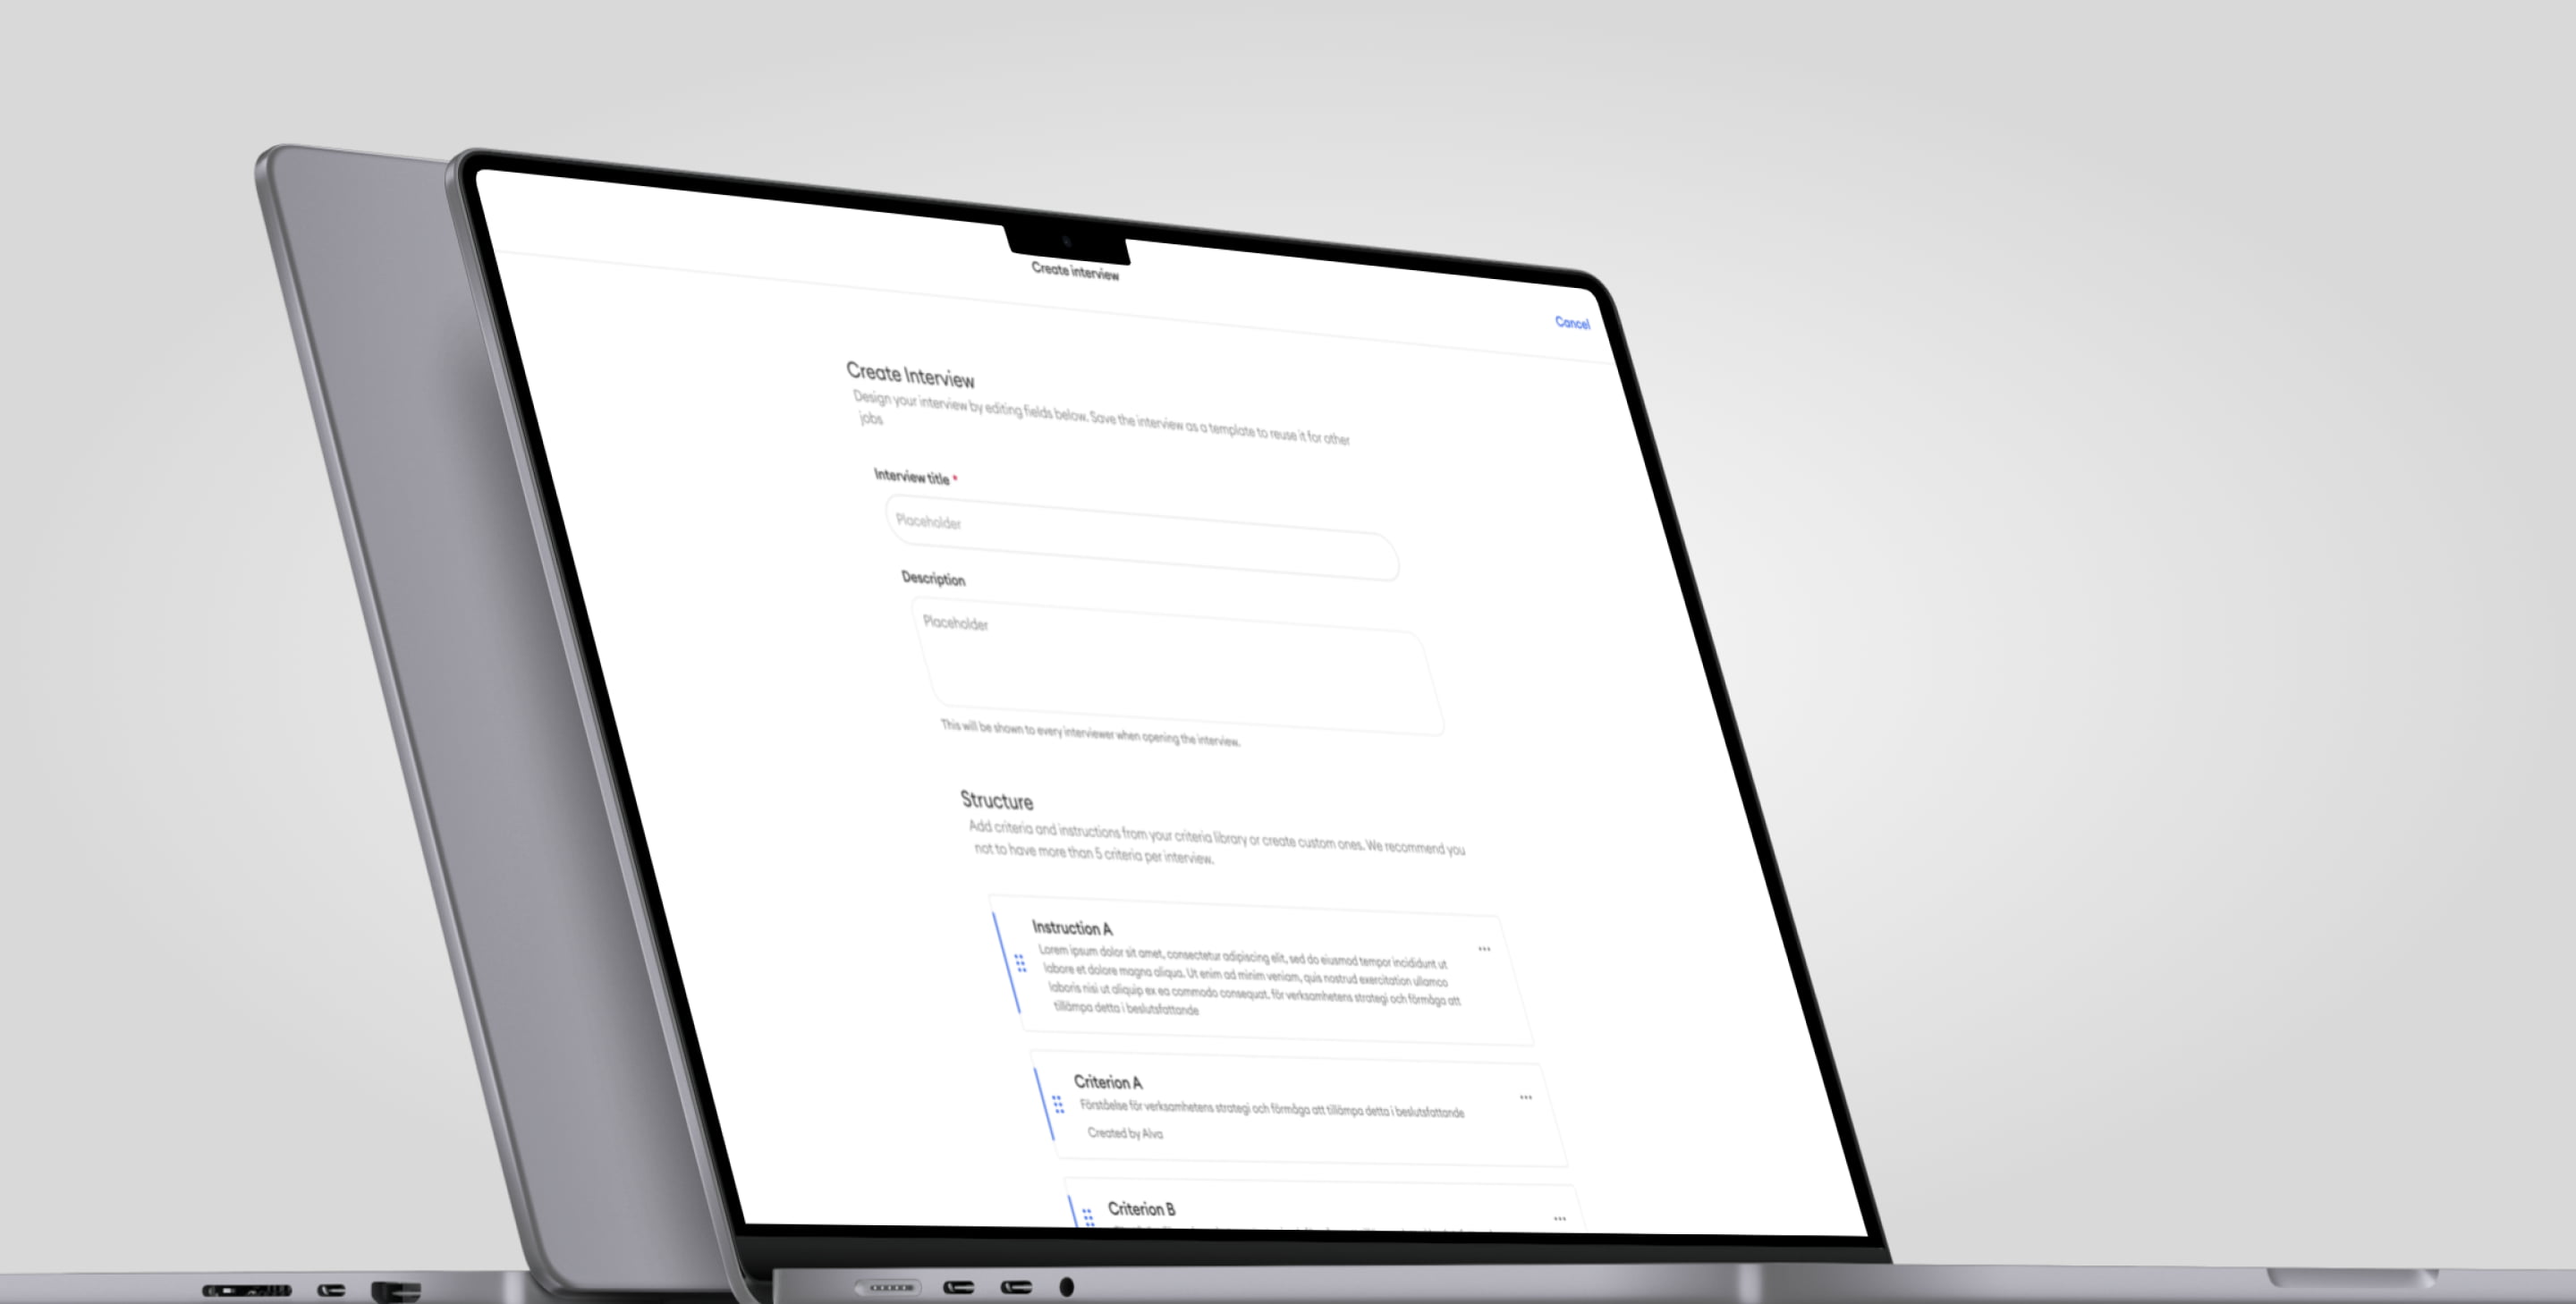 Create interview
Cancel
Create Interview
Design your interview by editing fields below. Save the interview as a template to reuse it for other
jobs
Interview title *
Placeholder
Description
Placeholder
This will be shown to every interviewer when opening the interview.
Structure
Add criteria and instructions from your criteria library or create custom ones. We recommend you
not to have more than 5 criteria per interview.
Instruction A
Lorem ipsum dolor sit amet, consectetur adipiscing elit, sed do eiusmod tempor incididunt ut
labore et dolore magna aliqua. Ut enim ad minim veniam, quis nostrud exercitation ullamco
laboris nisi ut aliquip ex ea commodo consequat. för verksamhetens strategi och förmåga att
tillämpa detta i beslutsfattande
Criterion A
Förståelse för verksamhetens strategi och förmåga att tillämpa detta i beslutsfattande
Created by Alva
Criterion B